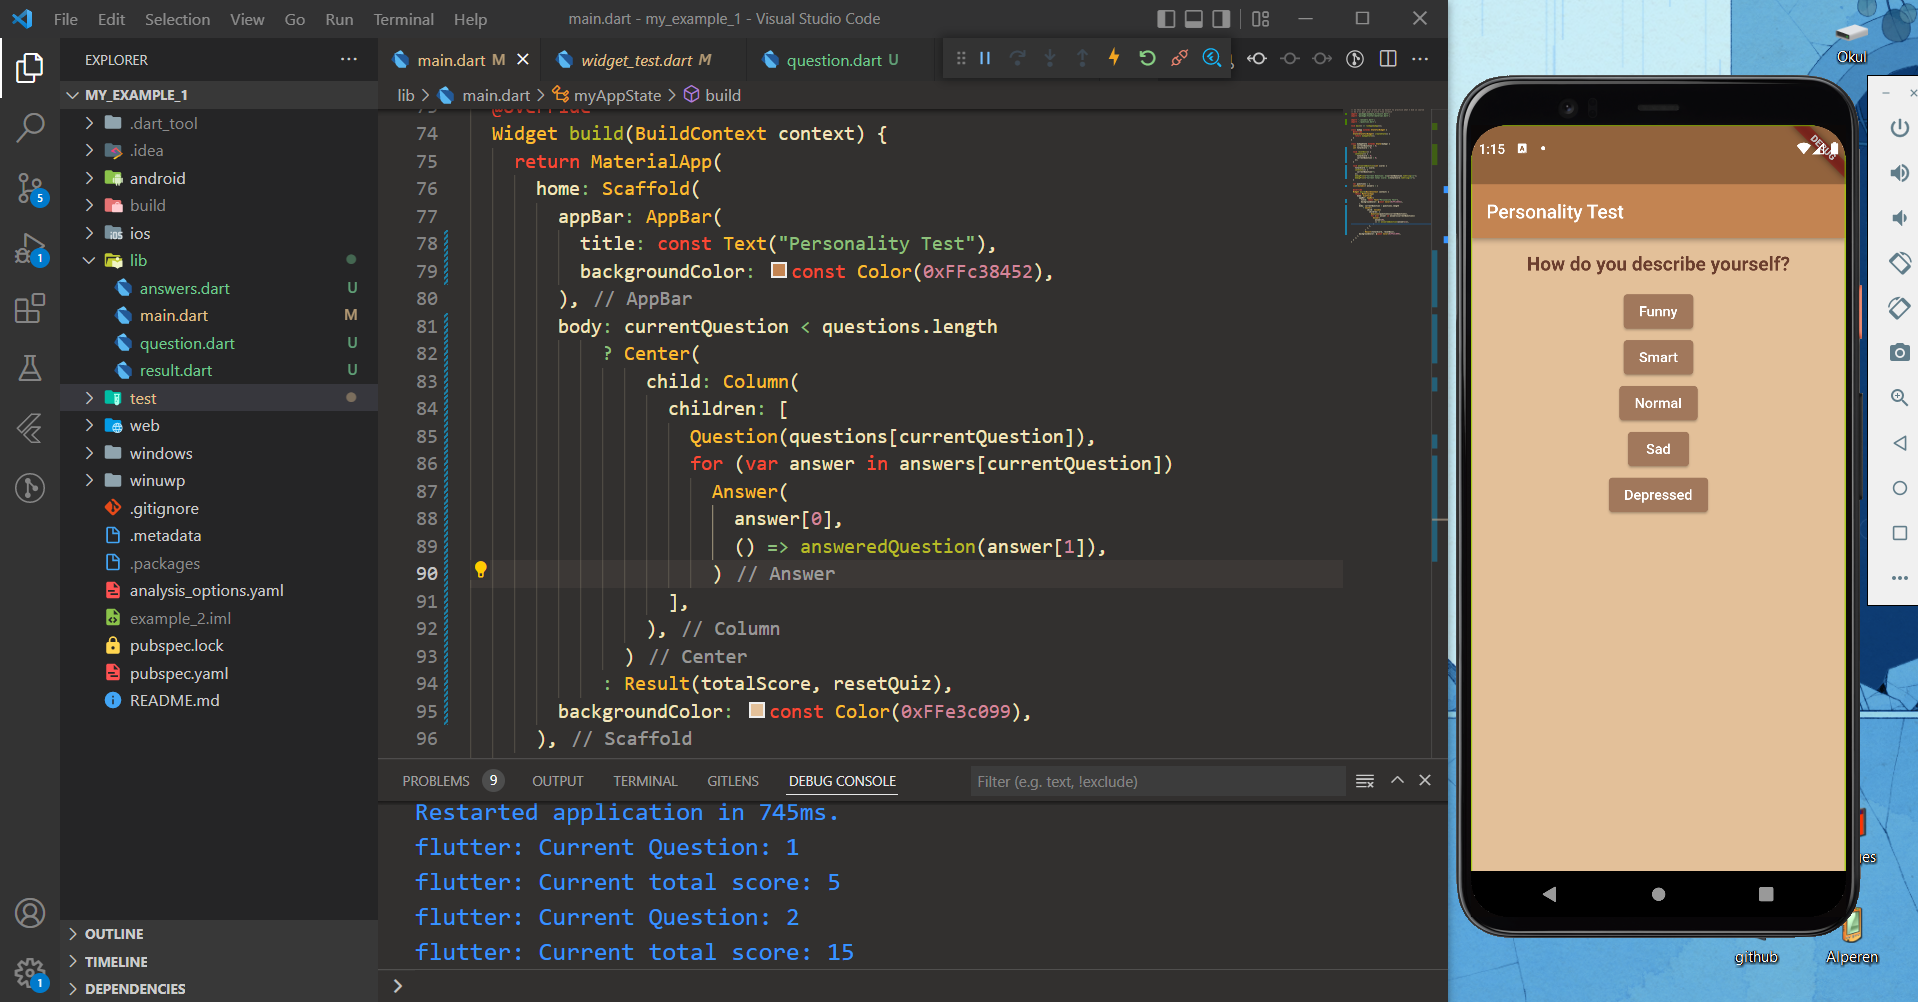 File Edit Selection View Go Run Terminal Help
main.dart - my_example_1 - Visual Studio Code
EXPLORER
MY_EXAMPLE_1
.dart_tool
.idea
android
build
ios
lib
answers.dart U
main.dart M
question.dart U
result.dart U
test
web
windows
winuwp
.gitignore
.metadata
.packages
analysis_options.yaml
example_2.iml
pubspec.lock
pubspec.yaml
README.md
OUTLINE
TIMELINE
DEPENDENCIES
5
1
1
main.dart M
widget_test.dart M
question.dart U
lib > main.dart > myAppState > build
@override
74 Widget build(BuildContext context) {
75 return MaterialApp(
76 home: Scaffold(
77 appBar: AppBar(
78 title: const Text("Personality Test"),
79 backgroundColor: const Color(0xFFc38452),
80 ), // AppBar
81 body: currentQuestion < questions.length
82 ? Center(
83 child: Column(
84 children: [
85 Question(questions[currentQuestion]),
86 for (var answer in answers[currentQuestion])
87 Answer(
88 answer[0],
89 () => answeredQuestion(answer[1]),
90 ) // Answer
91 ],
92 ), // Column
93 ) // Center
94 : Result(totalScore, resetQuiz),
95 backgroundColor: const Color(0xFFe3c099),
96 ), // Scaffold
PROBLEMS 9 OUTPUT TERMINAL GITLENS DEBUG CONSOLE
Filter (e.g. text, !exclude)
Restarted application in 745ms.
flutter: Current Question: 1
flutter: Current total score: 5
flutter: Current Question: 2
flutter: Current total score: 15
1:15
DEBUG
Personality Test
How do you describe yourself?
Funny
Smart
Normal
Sad
Depressed
Okul
github
Alperen